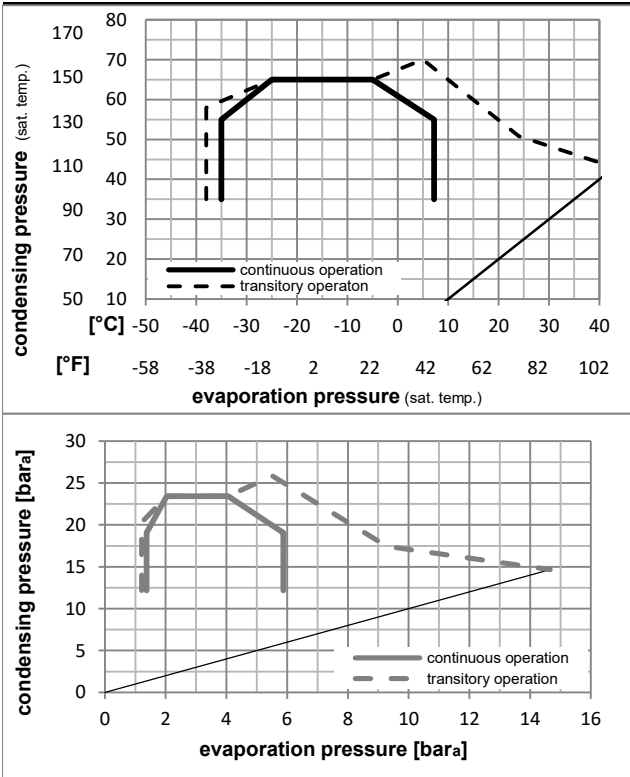 condensing pressure (sat. temp.)
170 80
70
150 60
130 50
110 40
90 30
70 20
50 10
continuous operation
transitory operaton
[°C] -50 -40 -30 -20 -10 0 10 20 30 40
[°F] -58 -38 -18 2 22 42 62 82 102
evaporation pressure (sat. temp.)
condensing pressure [bara]
30
25
20
15
10
5
0
continuous operation
transitory operation
0 2 4 6 8 10 12 14 16
evaporation pressure [bara]